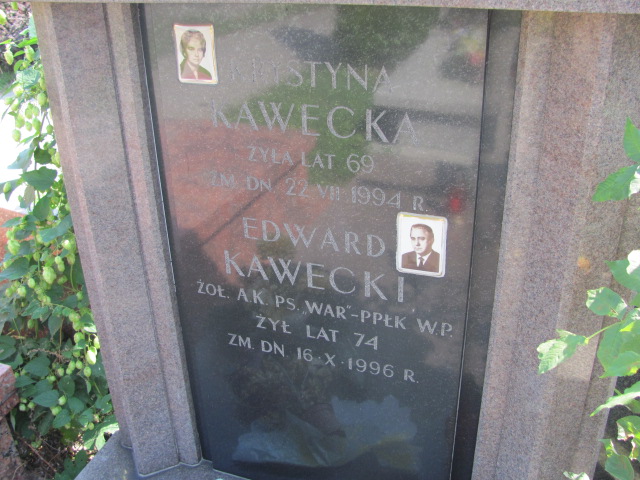 KRYSTYNA
KAWECKA
ŻYŁA LAT 69
ZM. DN. 22 VII 1994 R.
EDWARD
KAWECKI
ŻOŁ. A.K. PS. „WAR"-PPŁK W.P.
ŻYŁ LAT 74
ZM. DN. 16·X·1996 R.